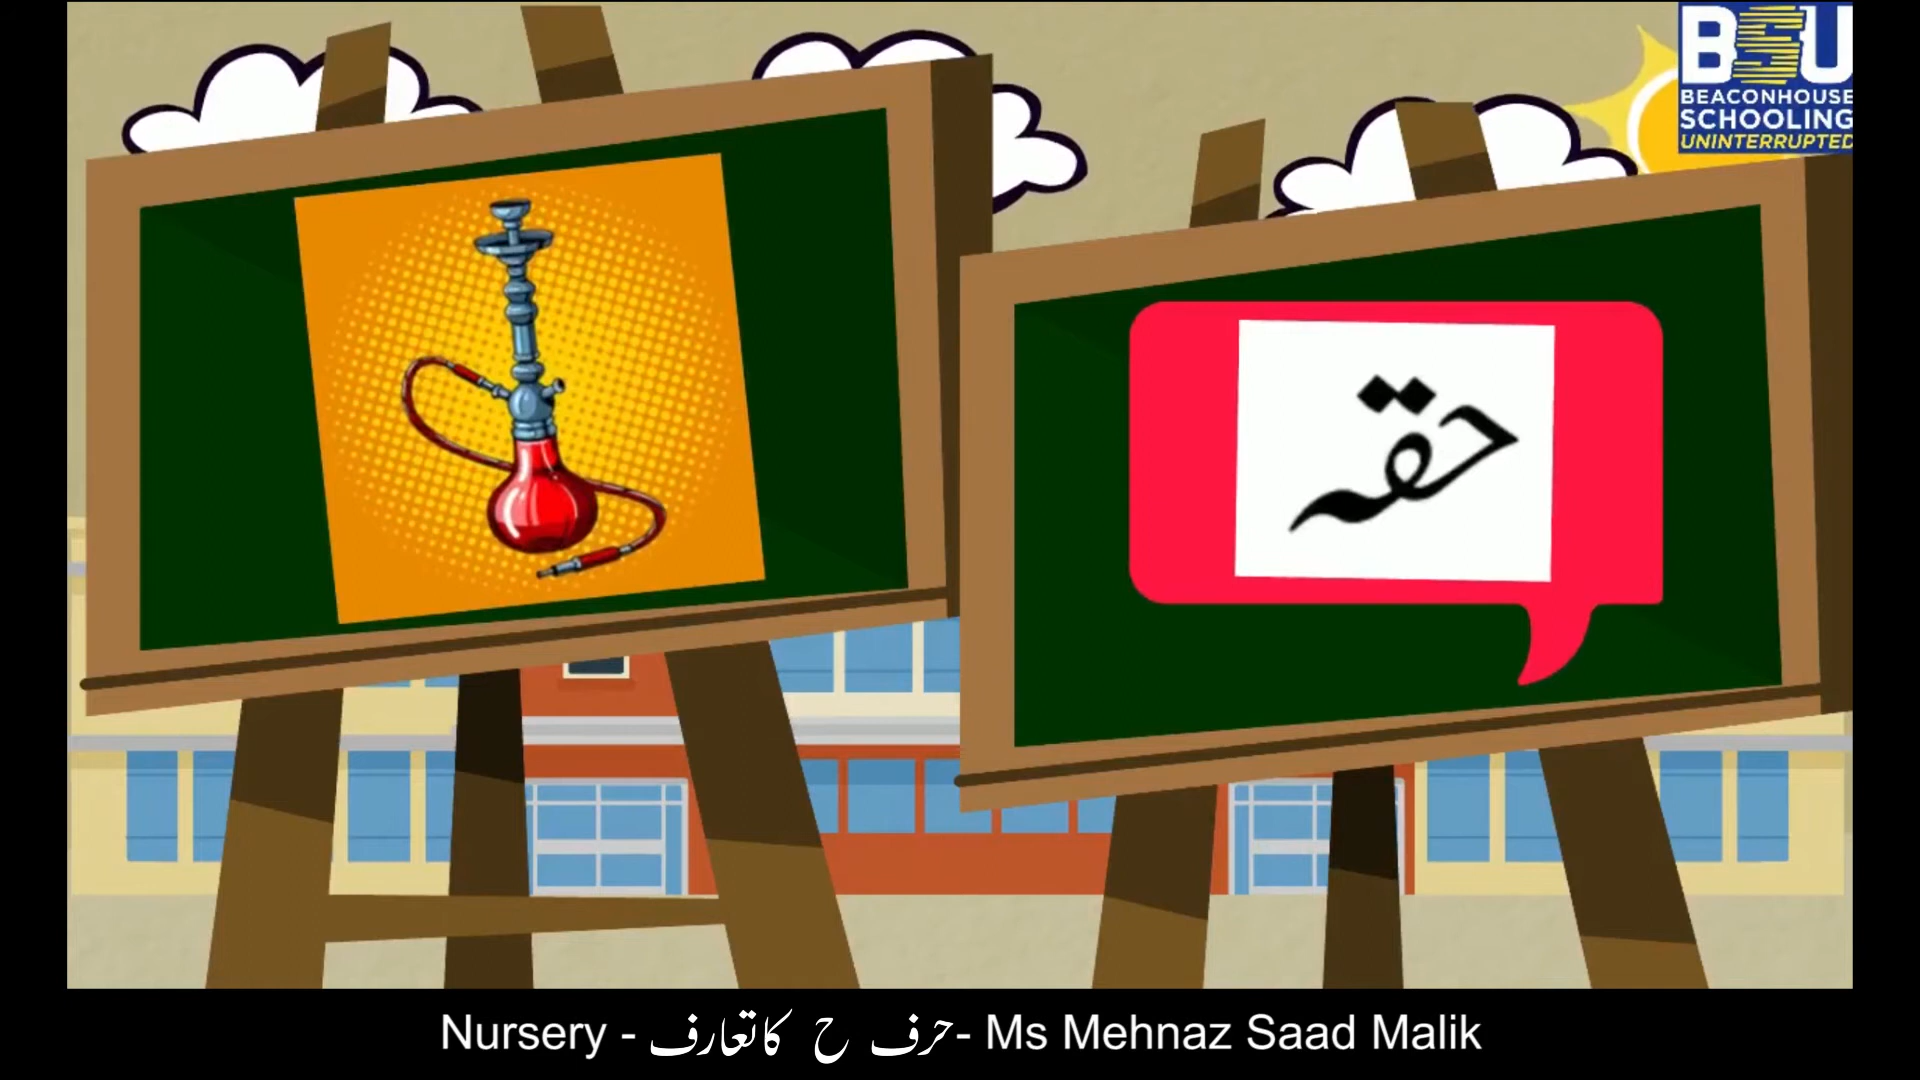 BSU
BEACONHOUSE
SCHOOLING
UNINTERRUPTED
حقہ
Nursery - حرف ح کا تعارف - Ms Mehnaz Saad Malik